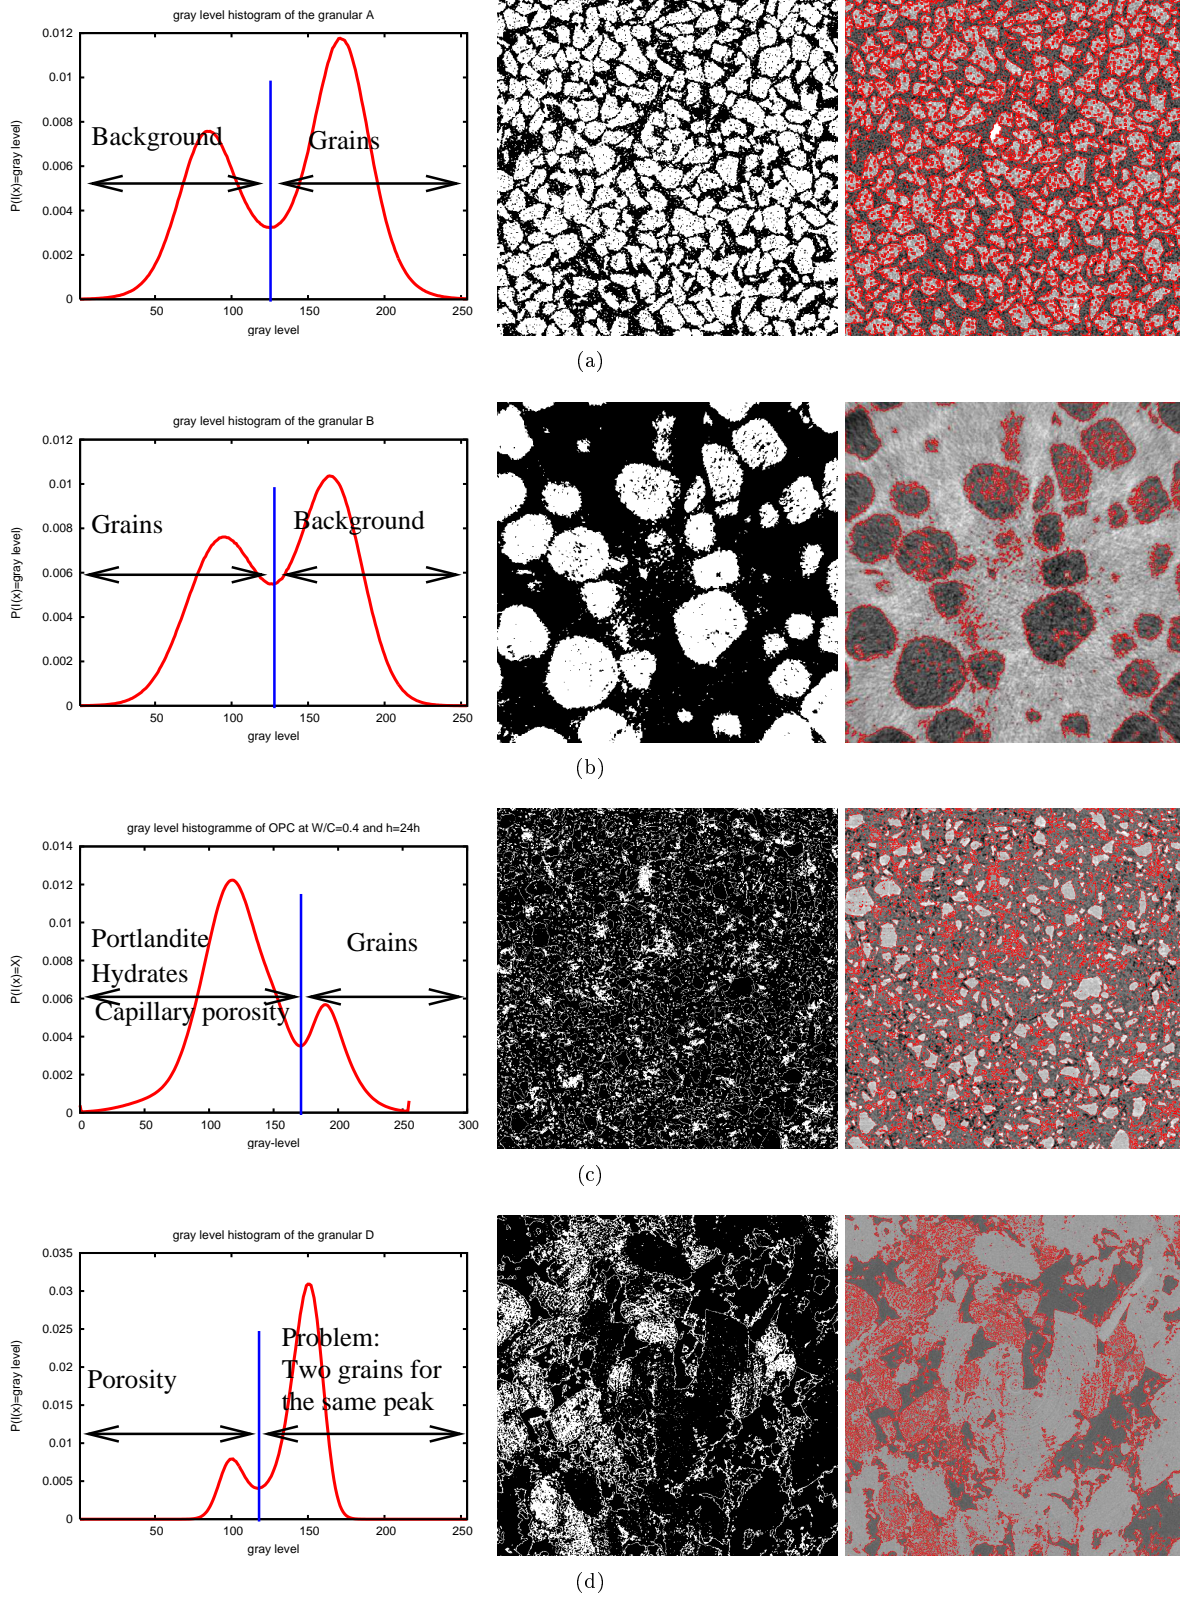 gray level histogram of the granular A
P(I(x)=gray level)
0.012
0.01
0.008
0.006
0.004
0.002
0
Background
Grains
50 100 150 200 250
gray level
(a)
gray level histogram of the granular B
P(I(x)=gray level)
0.012
0.01
0.008
0.006
0.004
0.002
0
Grains
Background
50 100 150 200 250
gray level
(b)
gray level histogramme of OPC at W/C=0.4 and h=24h
P(I(x)=X)
0.014
0.012
0.01
0.008
0.006
0.004
0.002
0
Portlandite
Hydrates
Capillary porosity
Grains
0 50 100 150 200 250 300
gray-level
(c)
gray level histogram of the granular D
P(I(x)=gray level)
0.035
0.03
0.025
0.02
0.015
0.01
0.005
0
Porosity
Problem:
Two grains for
the same peak
50 100 150 200 250
gray level
(d)